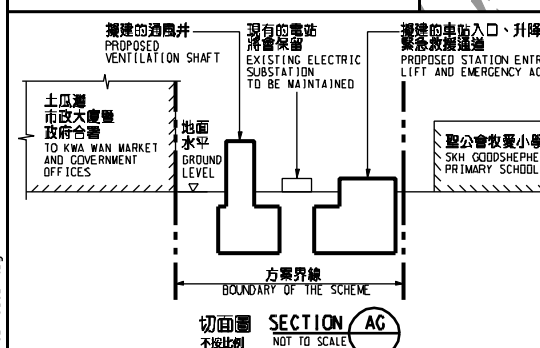 擬建的通風井
PROPOSED
VENTILATION SHAFT
現有的電站
將會保留
EXISTING ELECTRIC
SUBSTATION
TO BE MAINTAINED
擬建的車站入口、升降
緊急救援通道
PROPOSED STATION ENTR
LIFT AND EMERGENCY AC
土瓜灣
市政大廈暨
政府合署
TO KWA WAN MARKET
AND GOVERNMENT
OFFICES
地面
水平
GROUND
LEVEL
聖公會牧愛小學
SKH GOODSHEPHE
PRIMARY SCHOOL
方案界線
BOUNDARY OF THE SCHEME
切面圖 SECTION AG
不按比例 NOT TO SCALE